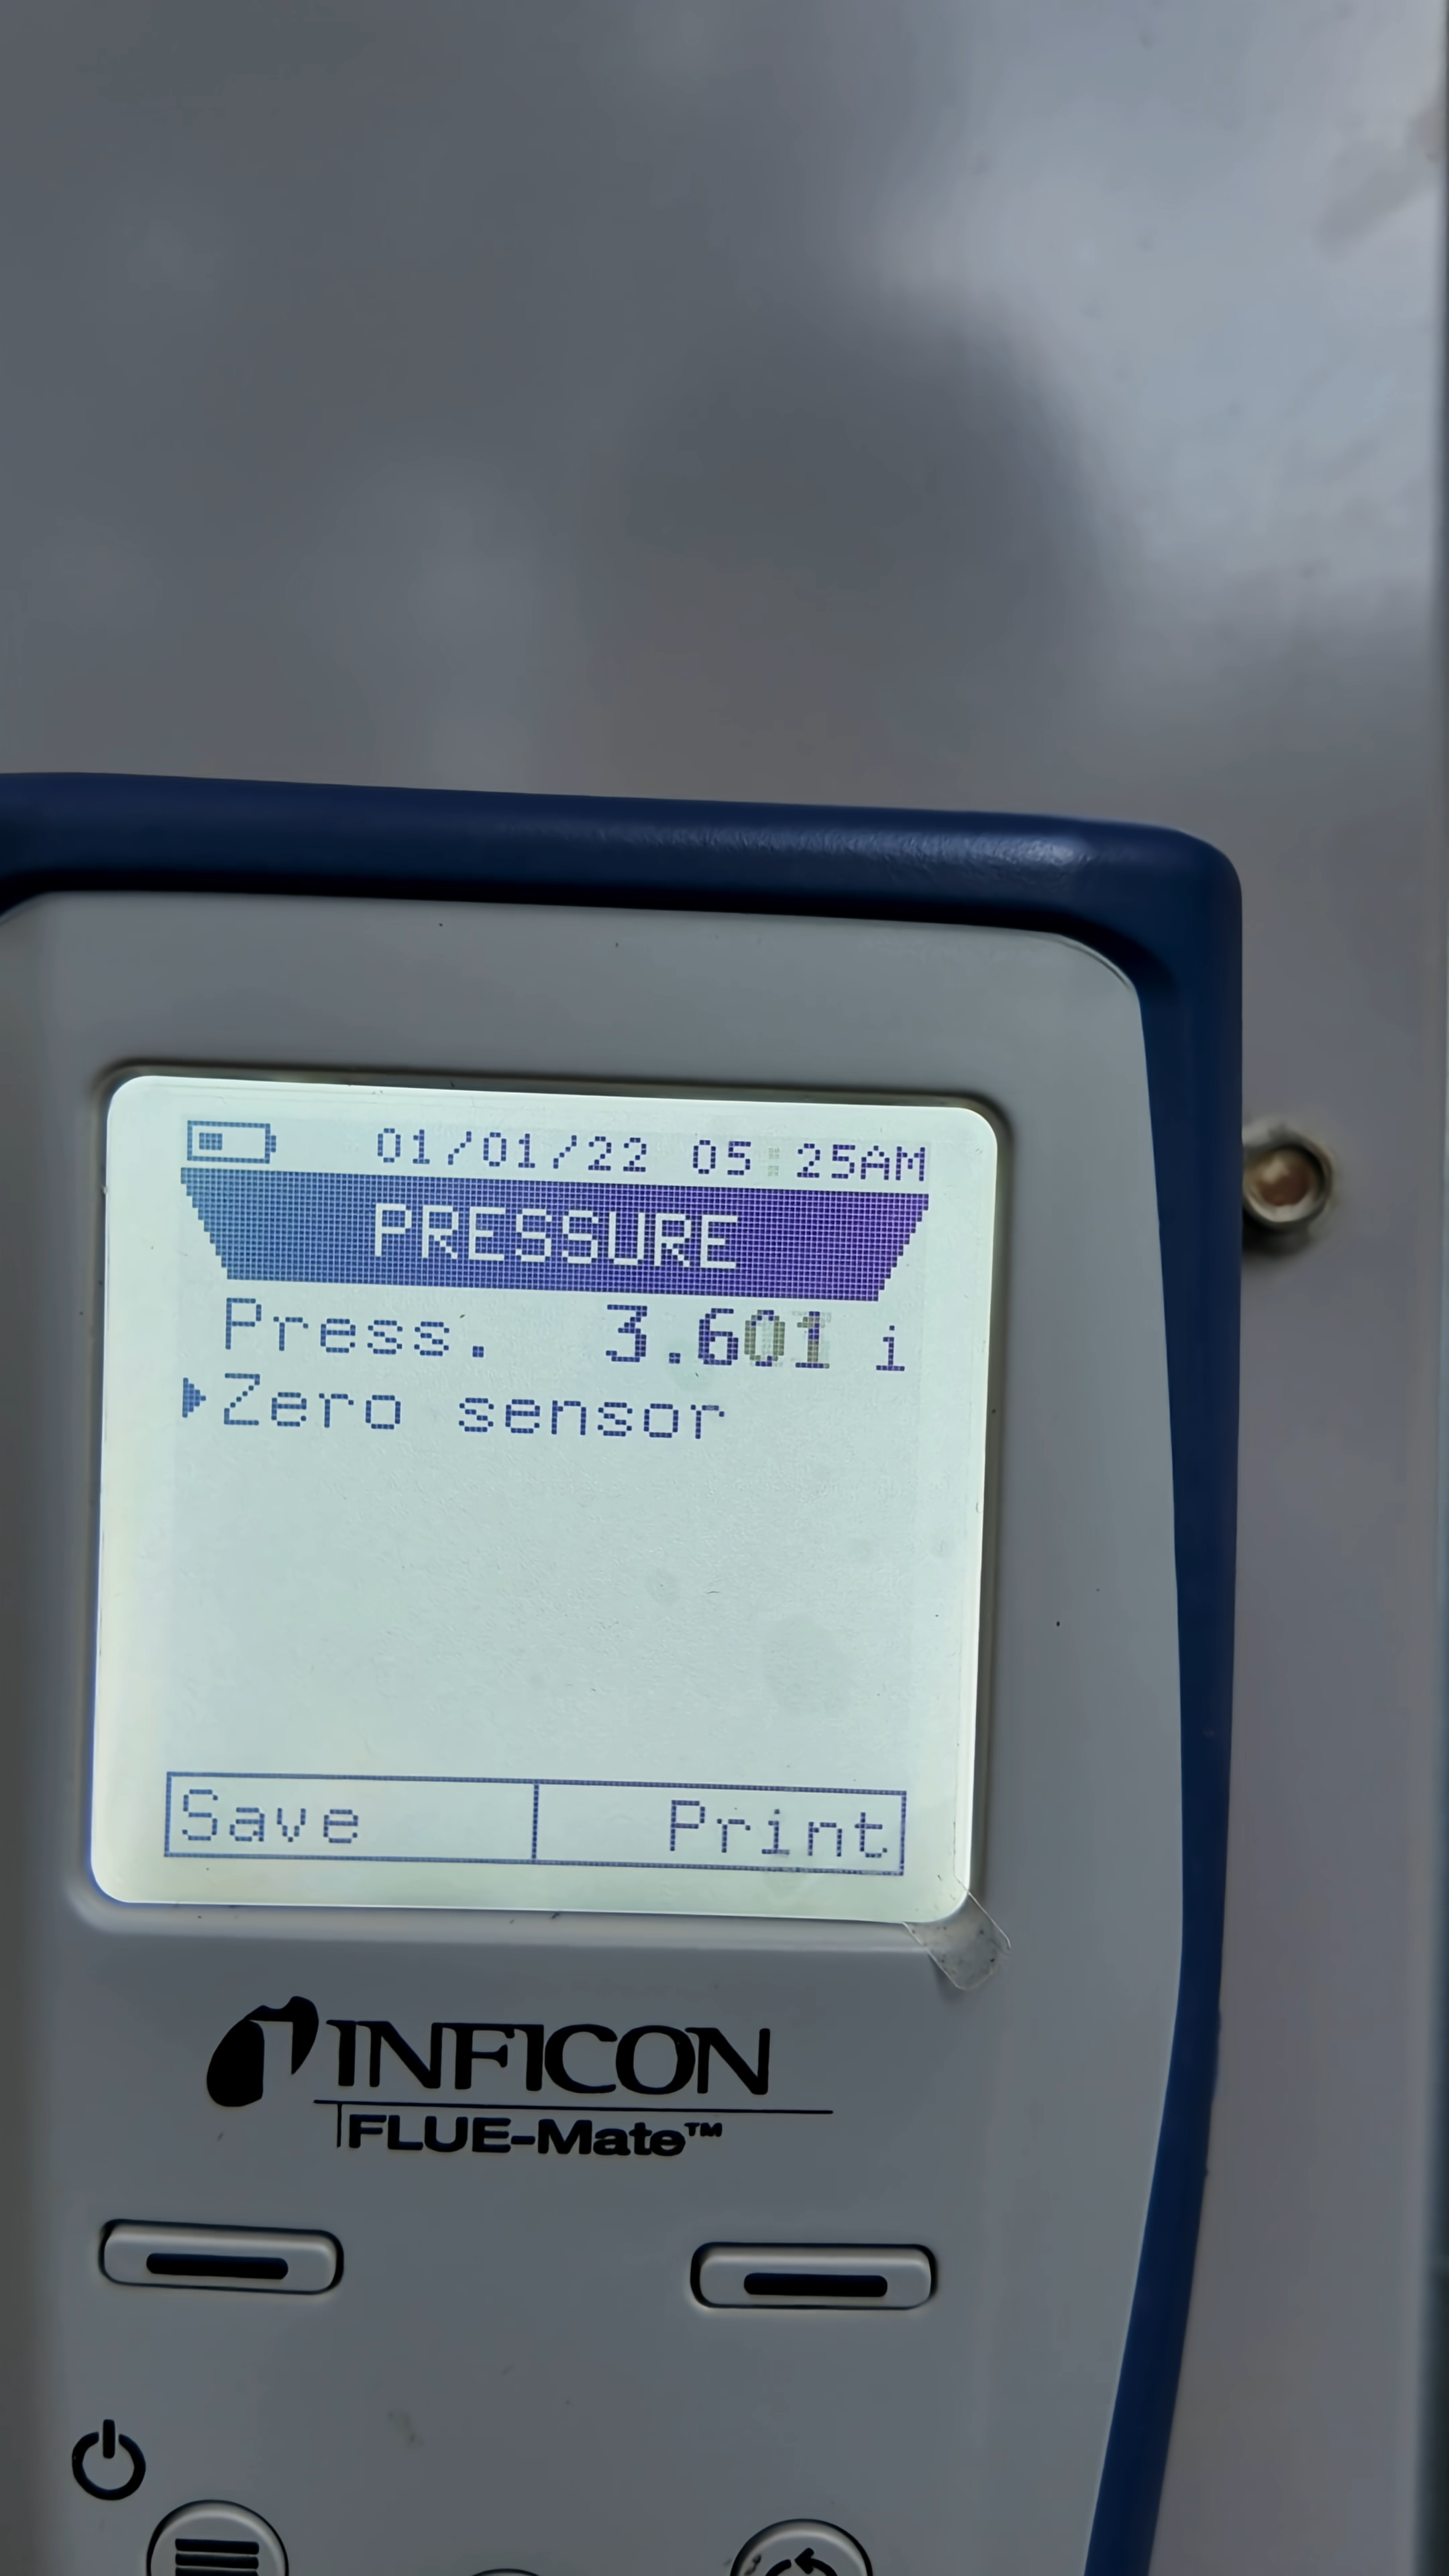 01/01/22 05:25AM
PRESSURE
Press. 3.601 i
Zero sensor
Save Print
INFICON
FLUE-Mate™